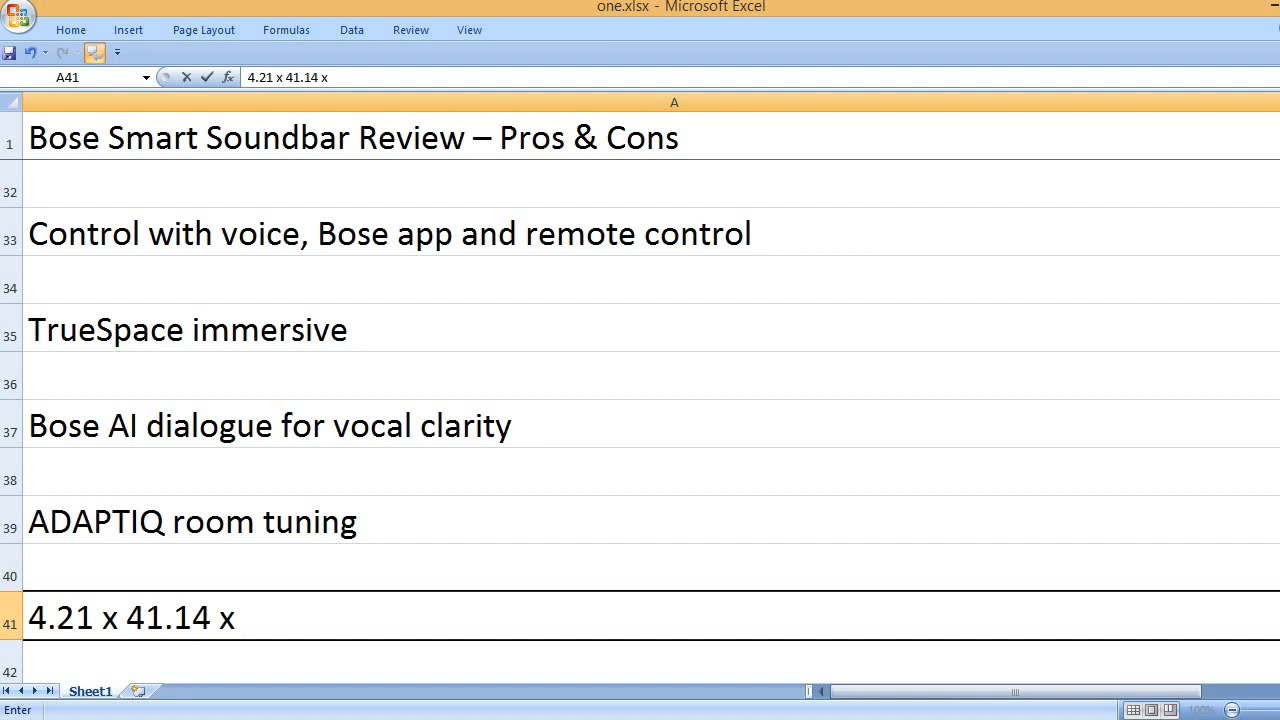 one.xlsx - Microsoft Excel
Home Insert Page Layout Formulas Data Review View
A41 fx 4.21 x 41.14 x
A
1 Bose Smart Soundbar Review – Pros & Cons
32
33 Control with voice, Bose app and remote control
34
35 TrueSpace immersive
36
37 Bose AI dialogue for vocal clarity
38
39 ADAPTIQ room tuning
40
41 4.21 x 41.14 x
42
Sheet1
Enter 100%